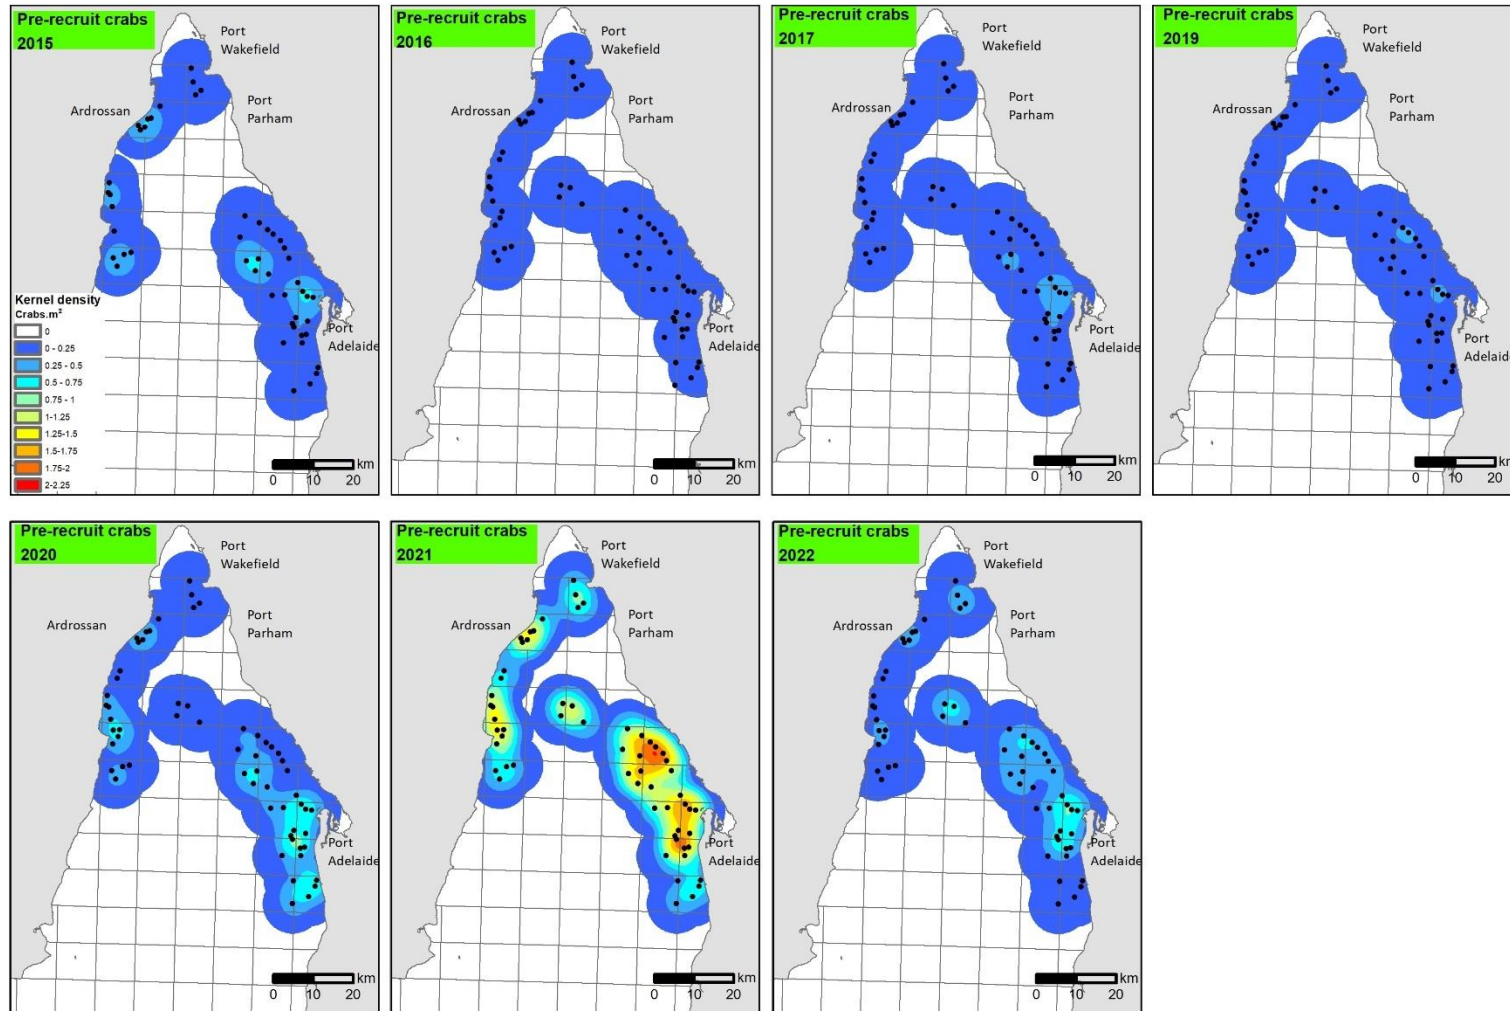 Pre-recruit crabs
2015
Port
Wakefield
Ardrossan
Port
Parham
Kernel density
Crabs.m²
0
0 - 0.25
0.25 - 0.5
0.5 - 0.75
0.75 - 1
1-1.25
1.25-1.5
1.5-1.75
1.75-2
2-2.25
Port
Adelaide
km
0 10 20
Pre-recruit crabs
2016
Port
Wakefield
Ardrossan
Port
Parham
Port
Adelaide
km
0 10 20
Pre-recruit crabs
2017
Port
Wakefield
Ardrossan
Port
Parham
Port
Adelaide
km
0 10 20
Pre-recruit crabs
2019
Port
Wakefield
Ardrossan
Port
Parham
Port
Adelaide
km
0 10 20
Pre-recruit crabs
2020
Port
Wakefield
Ardrossan
Port
Parham
Port
Adelaide
km
0 10 20
Pre-recruit crabs
2021
Port
Wakefield
Ardrossan
Port
Parham
Port
Adelaide
km
0 10 20
Pre-recruit crabs
2022
Port
Wakefield
Ardrossan
Port
Parham
Port
Adelaide
km
0 10 20